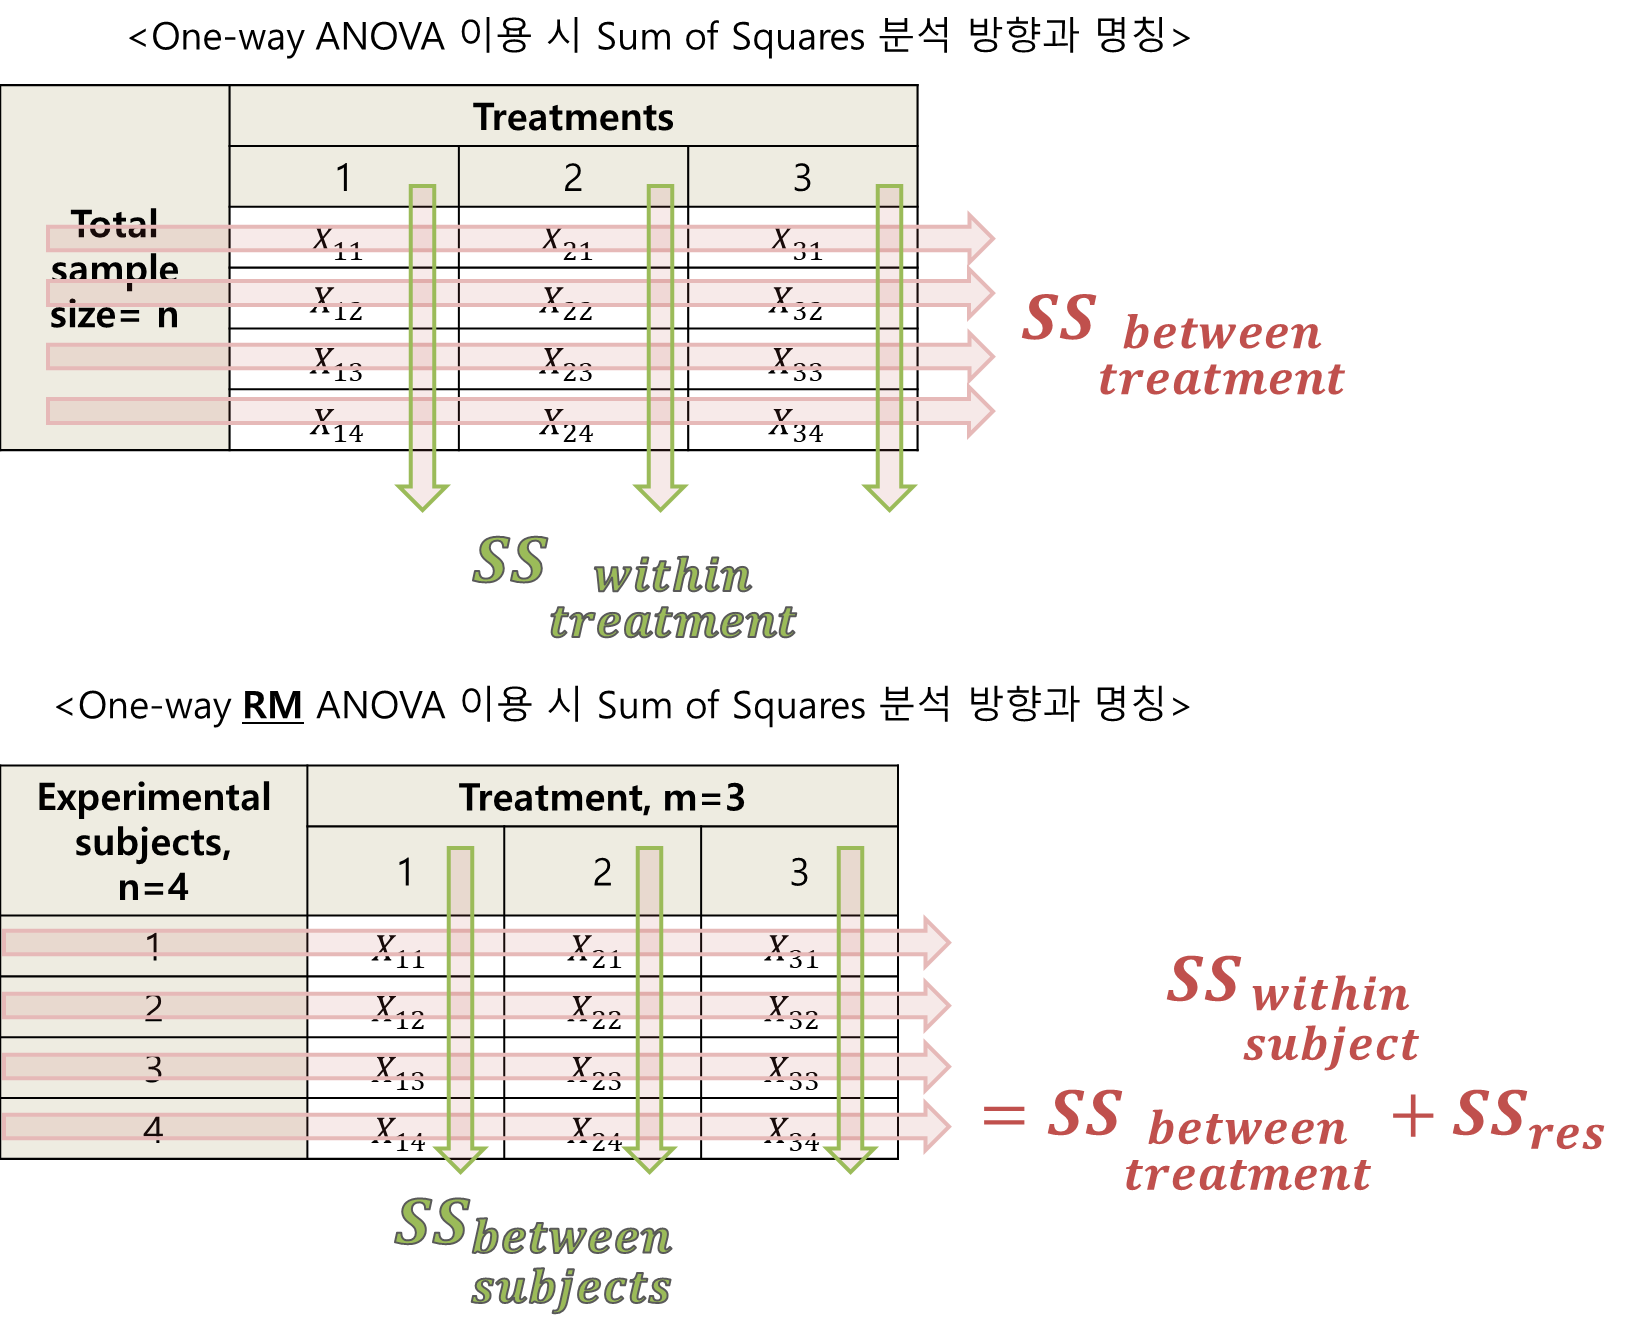 <One-way ANOVA 이용 시 Sum of Squares 분석 방향과 명칭>
Treatments
1 2 3
Total
sample
size= n
X11 X21 X31
X12 X22 X32
X13 X23 X33
X14 X24 X34
SS between
treatment
SS within
treatment
<One-way RM ANOVA 이용 시 Sum of Squares 분석 방향과 명칭>
Experimental
subjects,
n=4
Treatment, m=3
1 2 3
1 X11 X21 X31
2 X12 X22 X32
3 X13 X23 X33
4 X14 X24 X34
SS within
subject
= SS between + SSres
treatment
SS between
subjects